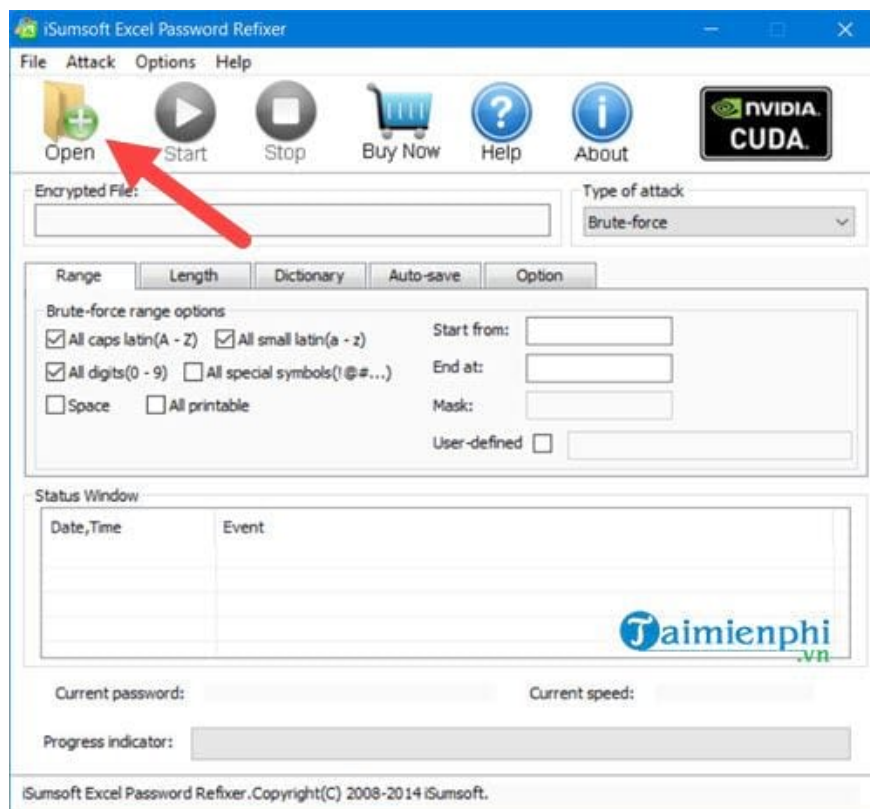 iSumsoft Excel Password Refixer
File Attack Options Help
Open Start Stop Buy Now Help About
NVIDIA.
CUDA.
Encrypted File: Type of attack
Brute-force
Range Length Dictionary Auto-save Option
Brute-force range options
All caps latin(A - Z) All small latin(a - z) Start from:
All digits(0 - 9) All special symbols(!@#...) End at:
Space All printable Mask:
User-defined
Status Window
Date,Time Event
Taimienphi
.vn
Current password: Current speed:
Progress indicator:
iSumsoft Excel Password Refixer.Copyright(C) 2008-2014 iSumsoft.